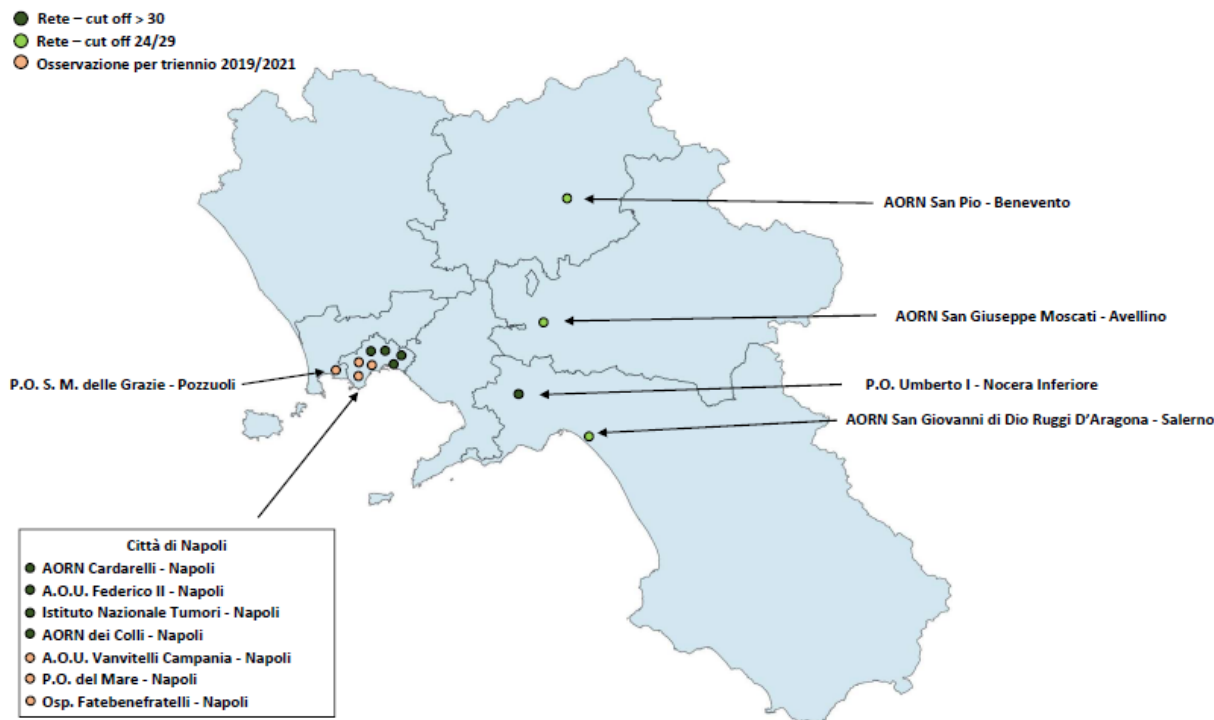 Rete – cut off > 30
Rete – cut off 24/29
Osservazione per triennio 2019/2021
AORN San Pio - Benevento
AORN San Giuseppe Moscati - Avellino
P.O. S. M. delle Grazie - Pozzuoli
P.O. Umberto I - Nocera Inferiore
AORN San Giovanni di Dio Ruggi D’Aragona - Salerno
Città di Napoli
AORN Cardarelli - Napoli
A.O.U. Federico II - Napoli
Istituto Nazionale Tumori - Napoli
AORN dei Colli - Napoli
A.O.U. Vanvitelli Campania - Napoli
P.O. del Mare - Napoli
Osp. Fatebenefratelli - Napoli